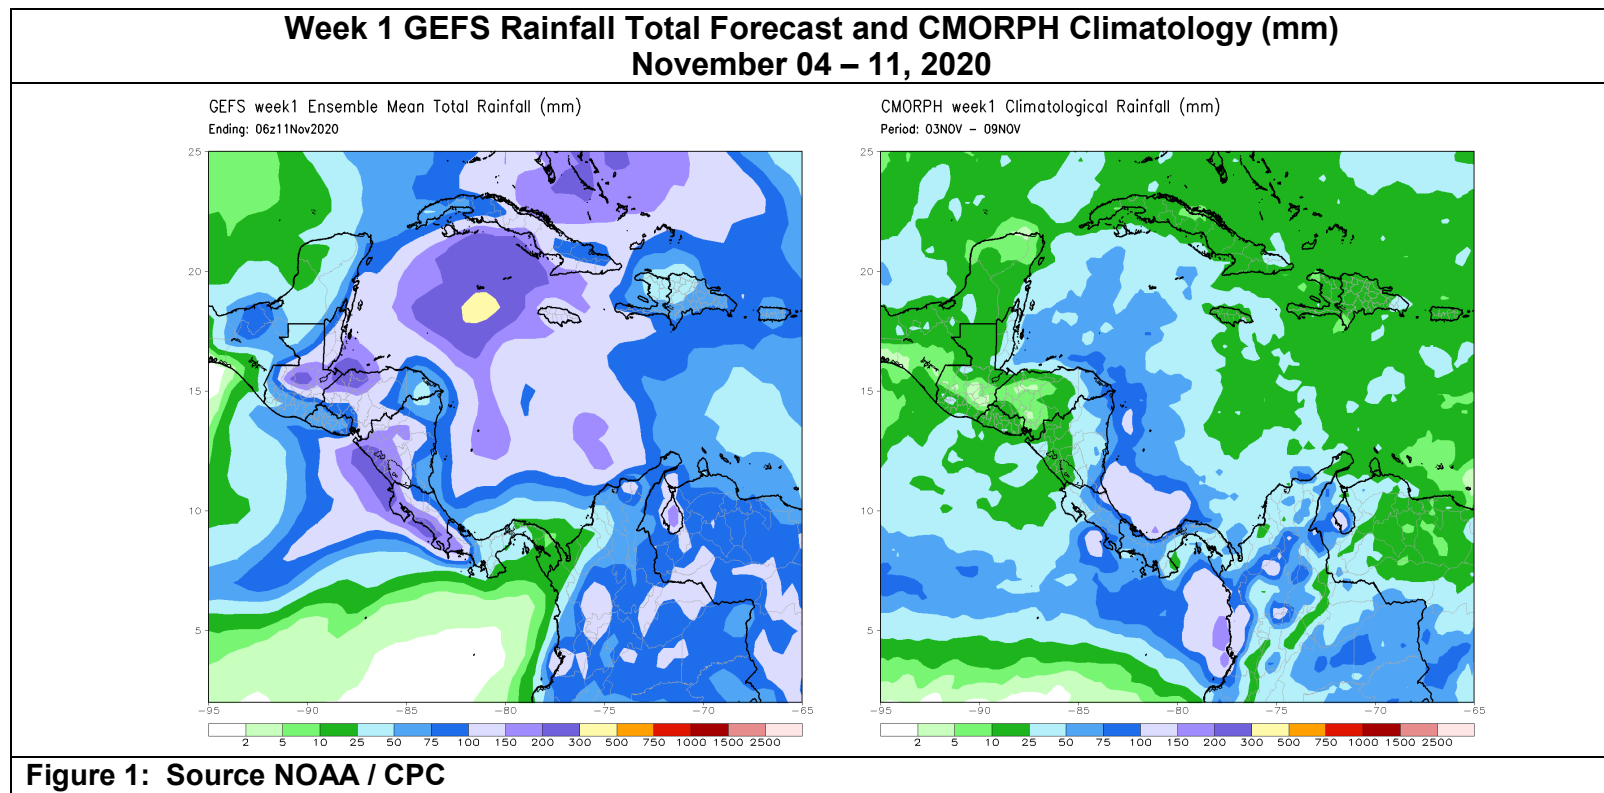 Week 1 GEFS Rainfall Total Forecast and CMORPH Climatology (mm)
November 04 – 11, 2020
GEFS week1 Ensemble Mean Total Rainfall (mm)
Ending: 06z11Nov2020
25
20
15
10
5
−95 −90 −85 −80 −75 −70 −65
2 5 10 25 50 75 100 150 200 300 500 750 1000 1500 2500
CMORPH week1 Climatological Rainfall (mm)
Period: 03NOV − 09NOV
25
20
15
10
5
−95 −90 −85 −80 −75 −70 −65
2 5 10 25 50 75 100 150 200 300 500 750 1000 1500 2500
Figure 1: Source NOAA / CPC